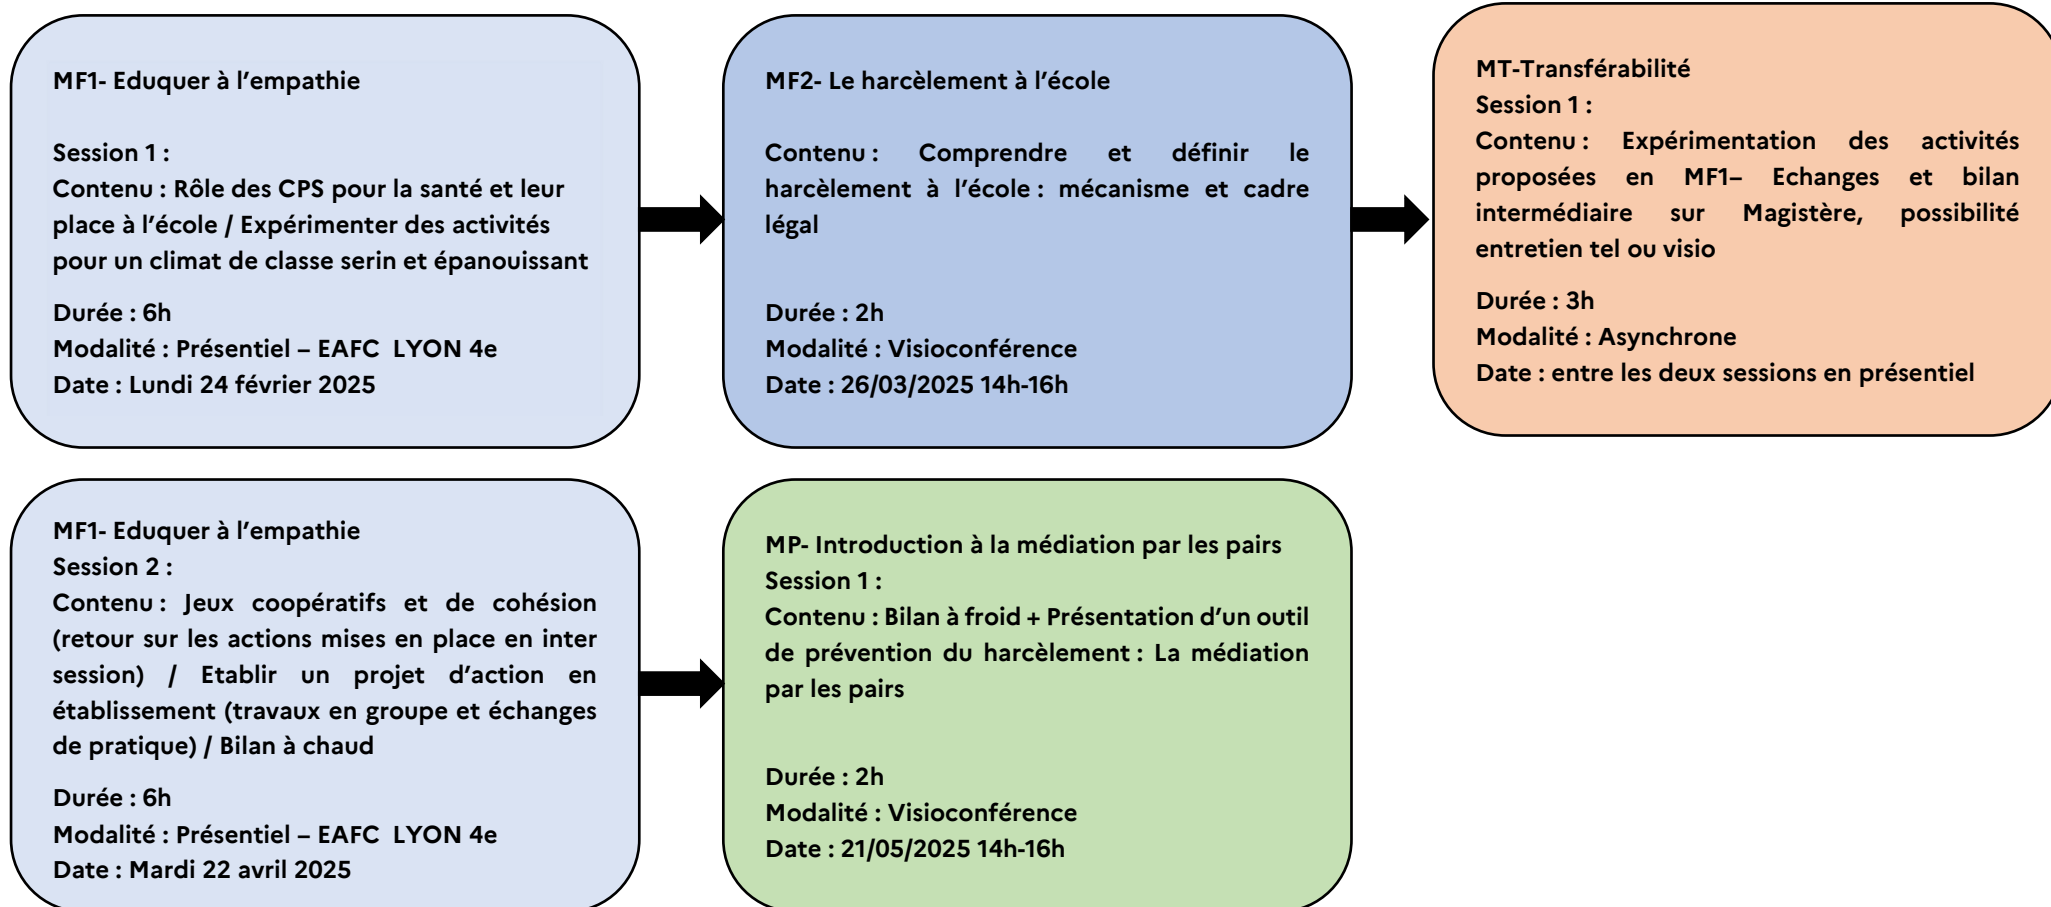 MF1- Eduquer à l’empathie
Session 1 :
Contenu : Rôle des CPS pour la santé et leur
place à l’école / Expérimenter des activités
pour un climat de classe serin et épanouissant
Durée : 6h
Modalité : Présentiel – EAFC LYON 4e
Date : Lundi 24 février 2025
MF2- Le harcèlement à l’école
Contenu : Comprendre et définir le
harcèlement à l’école : mécanisme et cadre
légal
Durée : 2h
Modalité : Visioconférence
Date : 26/03/2025 14h-16h
MT-Transférabilité
Session 1 :
Contenu : Expérimentation des activités
proposées en MF1– Echanges et bilan
intermédiaire sur Magistère, possibilité
entretien tel ou visio
Durée : 3h
Modalité : Asynchrone
Date : entre les deux sessions en présentiel
MF1- Eduquer à l’empathie
Session 2 :
Contenu : Jeux coopératifs et de cohésion
(retour sur les actions mises en place en inter
session) / Etablir un projet d’action en
établissement (travaux en groupe et échanges
de pratique) / Bilan à chaud
Durée : 6h
Modalité : Présentiel – EAFC LYON 4e
Date : Mardi 22 avril 2025
MP- Introduction à la médiation par les pairs
Session 1 :
Contenu : Bilan à froid + Présentation d’un outil
de prévention du harcèlement : La médiation
par les pairs
Durée : 2h
Modalité : Visioconférence
Date : 21/05/2025 14h-16h